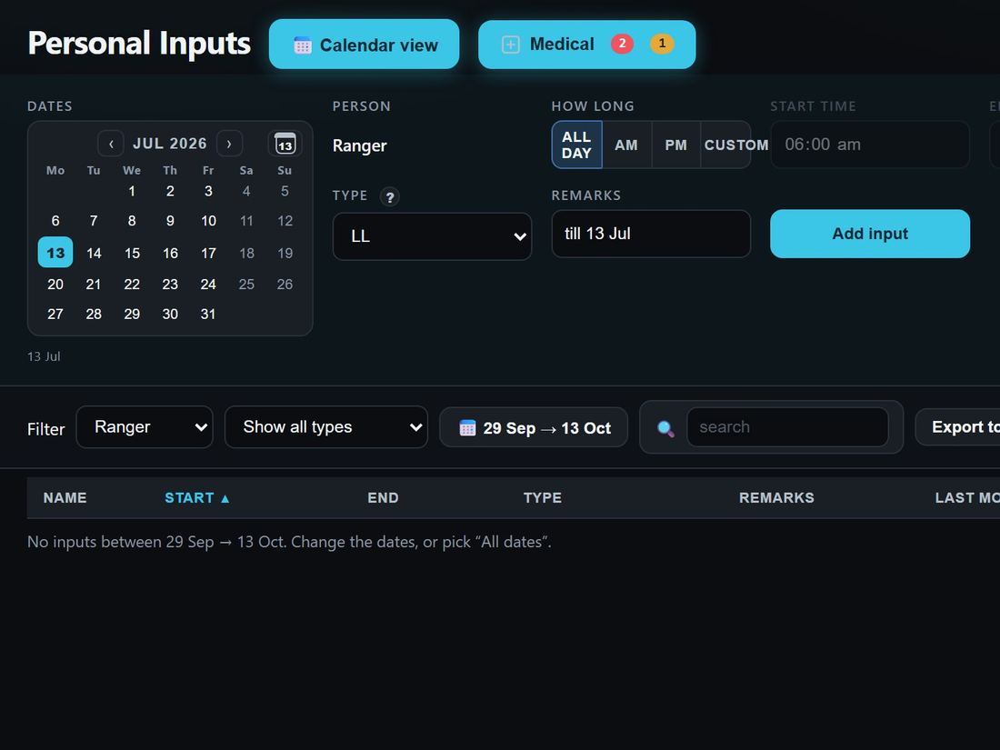 Personal Inputs
Calendar view
Medical 2 1
DATES
‹ JUL 2026 › 13
Mo Tu We Th Fr Sa Su
1 2 3 4 5
6 7 8 9 10 11 12
13 14 15 16 17 18 19
20 21 22 23 24 25 26
27 28 29 30 31
13 Jul
PERSON
Ranger
HOW LONG
ALL DAY AM PM CUSTOM
START TIME
06:00 am
TYPE ?
LL
REMARKS
till 13 Jul
Add input
Filter Ranger Show all types 29 Sep → 13 Oct search Export to
NAME START ▲ END TYPE REMARKS LAST MO
No inputs between 29 Sep → 13 Oct. Change the dates, or pick “All dates”.